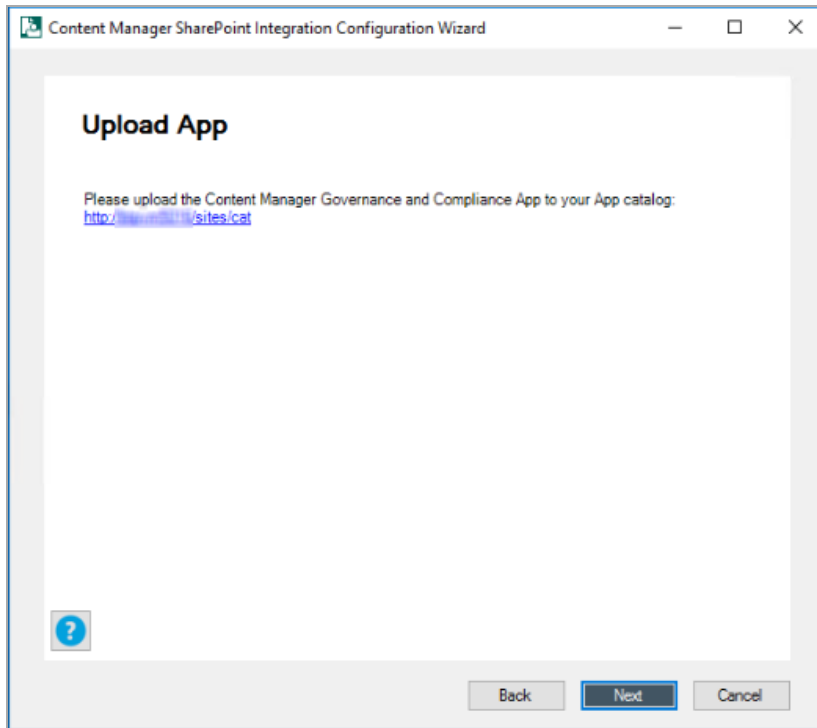 Content Manager SharePoint Integration Configuration Wizard
Upload App
Please upload the Content Manager Governance and Compliance App to your App catalog:
http:/ /sites/cat
?
Back
Next
Cancel